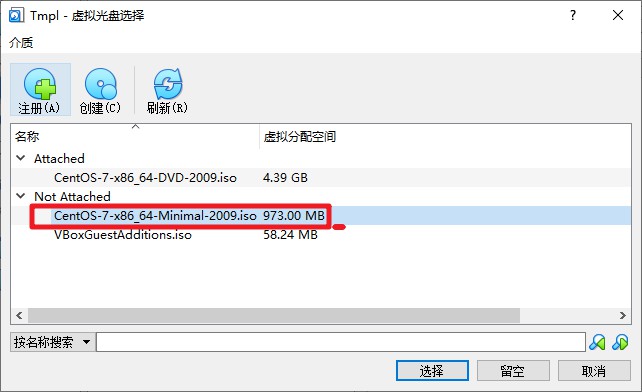 Tmpl - 虚拟光盘选择
介质
注册(A) 创建(C) 刷新(R)
名称 虚拟分配空间
Attached
CentOS-7-x86_64-DVD-2009.iso 4.39 GB
Not Attached
CentOS-7-x86_64-Minimal-2009.iso 973.00 MB
VBoxGuestAdditions.iso 58.24 MB
按名称搜索
选择 留空 取消